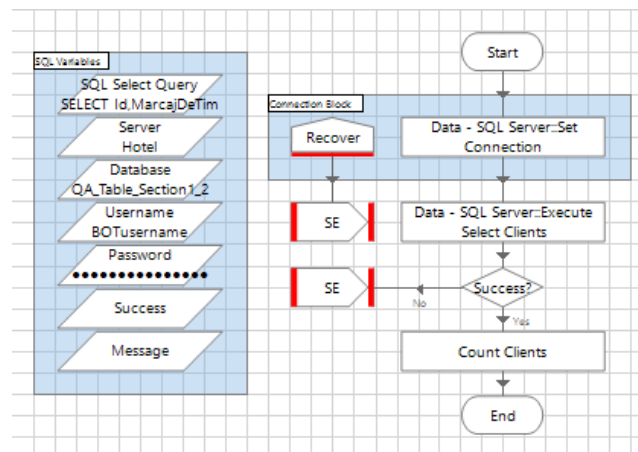 SQL Variables
SQL Select Query
SELECT Id,MarcajDeTim
Server
Hotel
Database
QA_Table_Section1_2
Username
BOTusername
Password
●●●●●●●●●●●●●●●
Success
Message
Connection Block
Recover
SE
SE
Start
Data - SQL Server::Set
Connection
Data - SQL Server::Execute
Select Clients
Success?
No
Yes
Count Clients
End